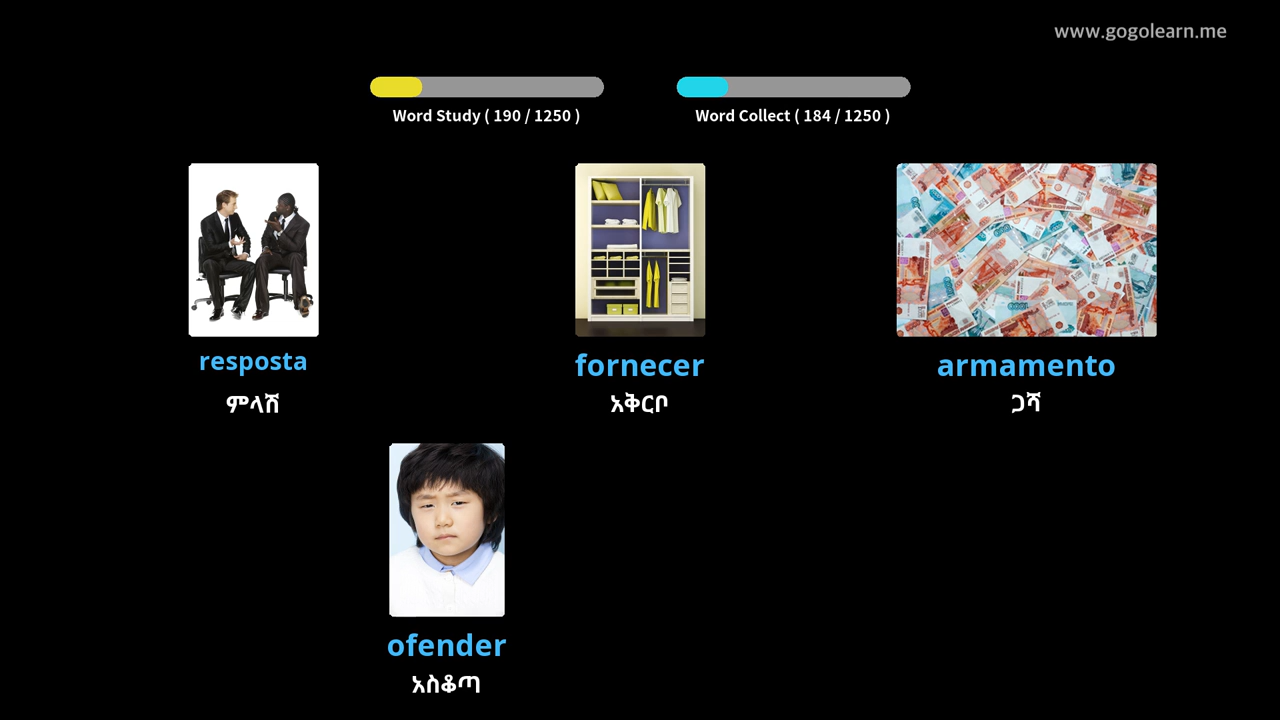 www.gogolearn.me
Word Study ( 190 / 1250 )
Word Collect ( 184 / 1250 )
resposta
fornecer
armamento
ምላሽ
አቅርቦ
ጋሻ
ofender
አስቆጣ